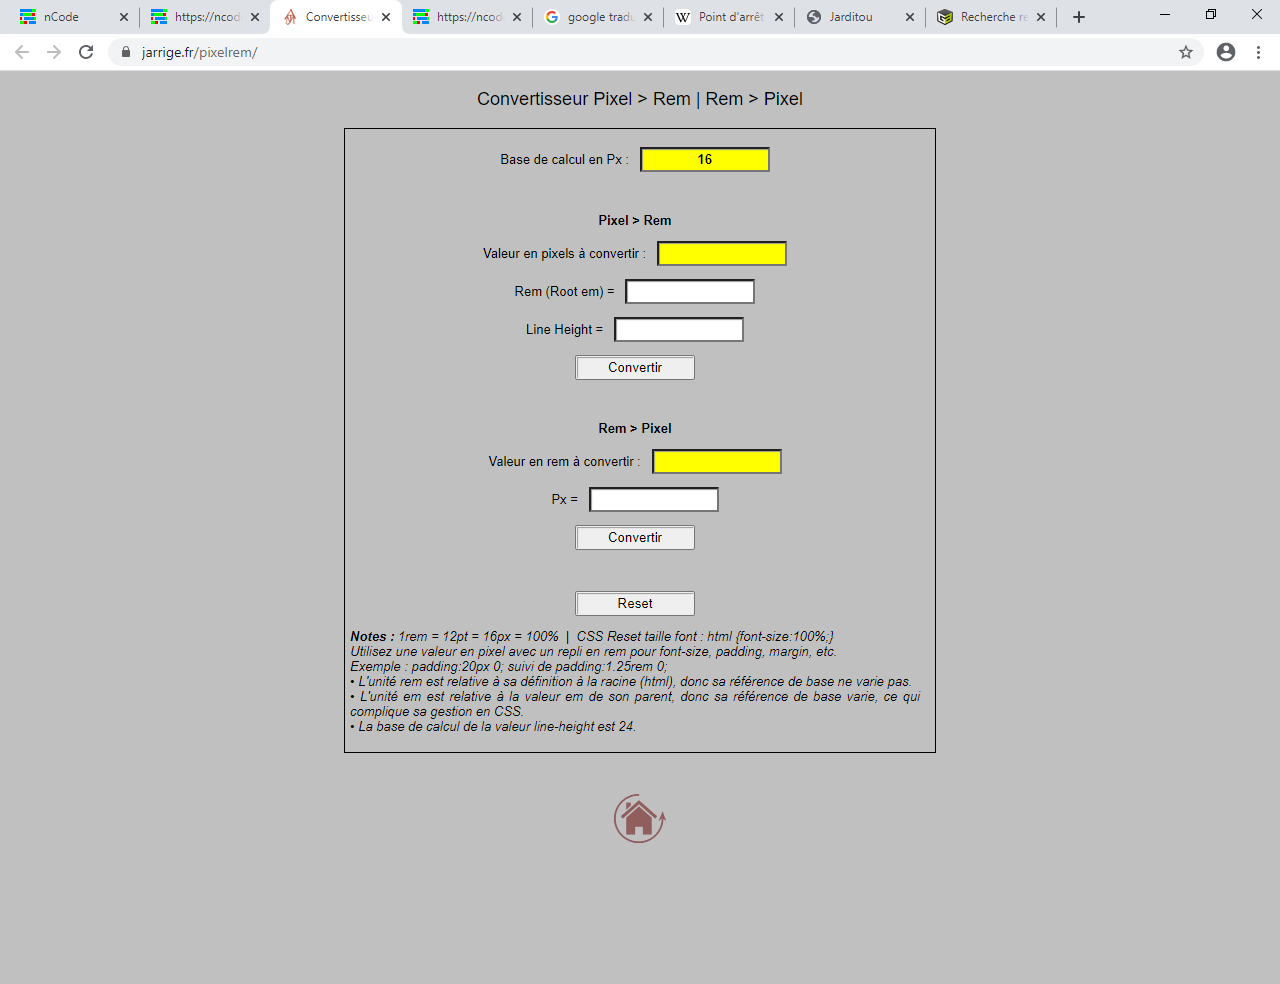 nCode
https://ncod
Convertisseu
https://ncod
google tradu
Point d'arrêt
Jarditou
Recherche re
jarrige.fr/pixelrem/
Convertisseur Pixel > Rem | Rem > Pixel
Base de calcul en Px : 16
Pixel > Rem
Valeur en pixels à convertir :
Rem (Root em) =
Line Height =
Convertir
Rem > Pixel
Valeur en rem à convertir :
Px =
Convertir
Reset
Notes : 1rem = 12pt = 16px = 100% | CSS Reset taille font : html {font-size:100%;}
Utilisez une valeur en pixel avec un repli en rem pour font-size, padding, margin, etc.
Exemple : padding:20px 0; suivi de padding:1.25rem 0;
• L'unité rem est relative à sa définition à la racine (html), donc sa référence de base ne varie pas.
• L'unité em est relative à la valeur em de son parent, donc sa référence de base varie, ce qui
complique sa gestion en CSS.
• La base de calcul de la valeur line-height est 24.